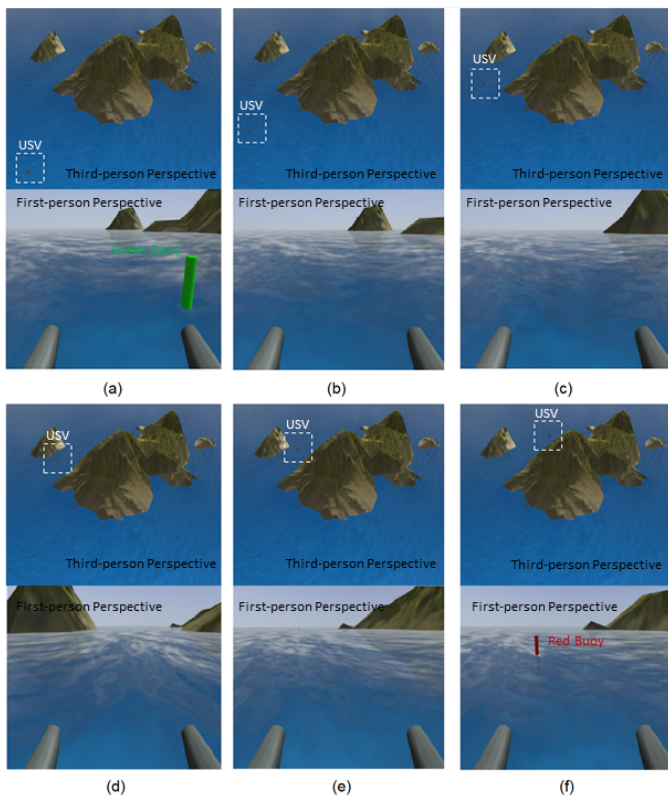 USV
Third-person Perspective
First-person Perspective
Green Buoy
(a)
USV
Third-person Perspective
First-person Perspective
(b)
USV
Third-person Perspective
First-person Perspective
(c)
USV
Third-person Perspective
First-person Perspective
(d)
USV
Third-person Perspective
First-person Perspective
(e)
USV
Third-person Perspective
First-person Perspective
Red Buoy
(f)